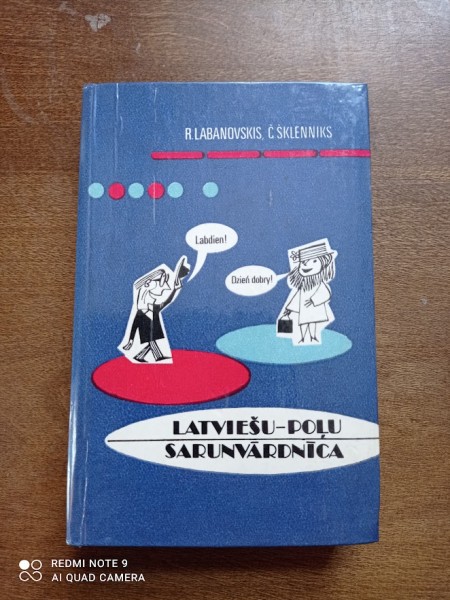 R.LABANOVSKIS, Č.ŠKLENNIKS
Labdien!
Dzień dobry!
LATVIEŠU-POĻU
SARUNVĀRDNĪCA
REDMI NOTE 9
AI QUAD CAMERA